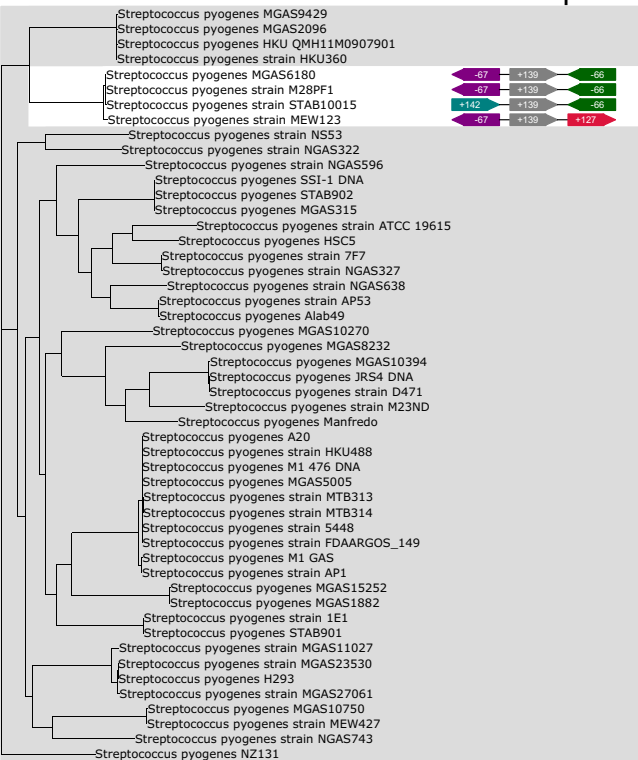 Streptococcus pyogenes MGAS9429
Streptococcus pyogenes MGAS2096
Streptococcus pyogenes HKU QMH11M0907901
Streptococcus pyogenes strain HKU360
Streptococcus pyogenes MGAS6180 -67 +139 -66
Streptococcus pyogenes strain M28PF1 -67 +139 -66
Streptococcus pyogenes strain STAB10015 +142 +139 -66
Streptococcus pyogenes strain MEW123 -67 +139 +127
Streptococcus pyogenes strain NS53
Streptococcus pyogenes strain NGAS322
Streptococcus pyogenes strain NGAS596
Streptococcus pyogenes SSI-1 DNA
Streptococcus pyogenes STAB902
Streptococcus pyogenes MGAS315
Streptococcus pyogenes strain ATCC 19615
Streptococcus pyogenes HSC5
Streptococcus pyogenes strain 7F7
Streptococcus pyogenes strain NGAS327
Streptococcus pyogenes strain NGAS638
Streptococcus pyogenes strain AP53
Streptococcus pyogenes Alab49
Streptococcus pyogenes MGAS10270
Streptococcus pyogenes MGAS8232
Streptococcus pyogenes MGAS10394
Streptococcus pyogenes JRS4 DNA
Streptococcus pyogenes strain D471
Streptococcus pyogenes strain M23ND
Streptococcus pyogenes Manfredo
Streptococcus pyogenes A20
Streptococcus pyogenes strain HKU488
Streptococcus pyogenes M1 476 DNA
Streptococcus pyogenes MGAS5005
Streptococcus pyogenes strain MTB313
Streptococcus pyogenes strain MTB314
Streptococcus pyogenes strain 5448
Streptococcus pyogenes strain FDAARGOS_149
Streptococcus pyogenes M1 GAS
Streptococcus pyogenes strain AP1
Streptococcus pyogenes MGAS15252
Streptococcus pyogenes MGAS1882
Streptococcus pyogenes strain 1E1
Streptococcus pyogenes STAB901
Streptococcus pyogenes strain MGAS11027
Streptococcus pyogenes strain MGAS23530
Streptococcus pyogenes H293
Streptococcus pyogenes strain MGAS27061
Streptococcus pyogenes MGAS10750
Streptococcus pyogenes strain MEW427
Streptococcus pyogenes strain NGAS743
Streptococcus pyogenes NZ131